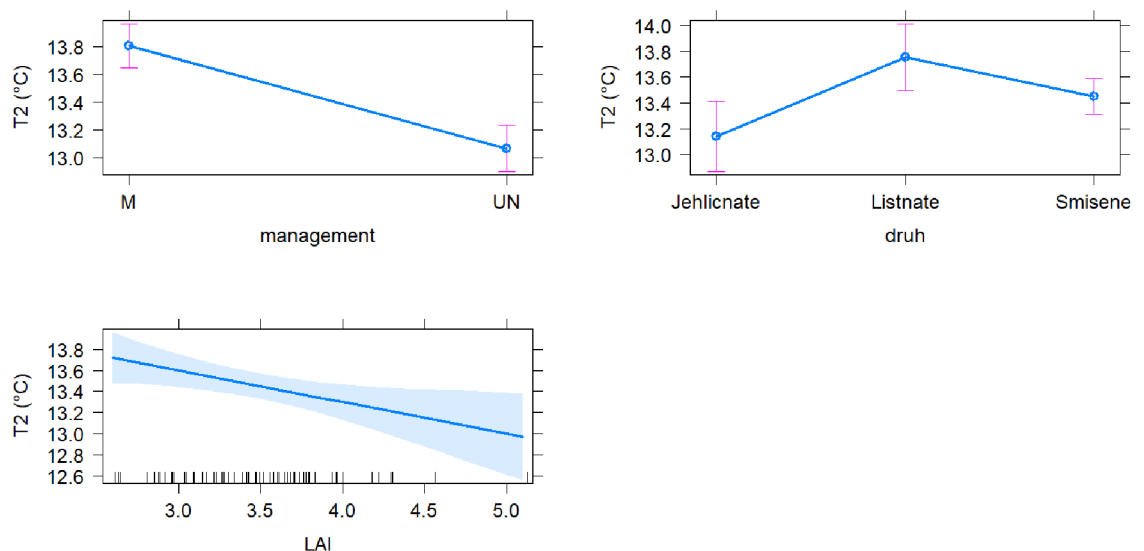 T2 (°C)
13.8
13.6
13.4
13.2
13.0
M
UN
management
T2 (°C)
14.0
13.8
13.6
13.4
13.2
13.0
Jehlicnate
Listnate
Smisene
druh
T2 (°C)
13.8
13.6
13.4
13.2
13.0
12.8
12.6
3.0
3.5
4.0
4.5
5.0
LAI